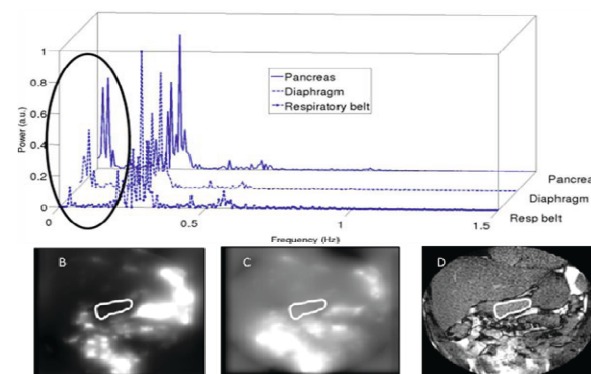 1
0.8
0.6
0.4
0.2
0
Power (a.u.)
Pancreas
Diaphragm
Respiratory belt
0
0.5
1
1.5
Frequency (Hz)
Pancreas
Diaphragm
Resp belt
B
C
D